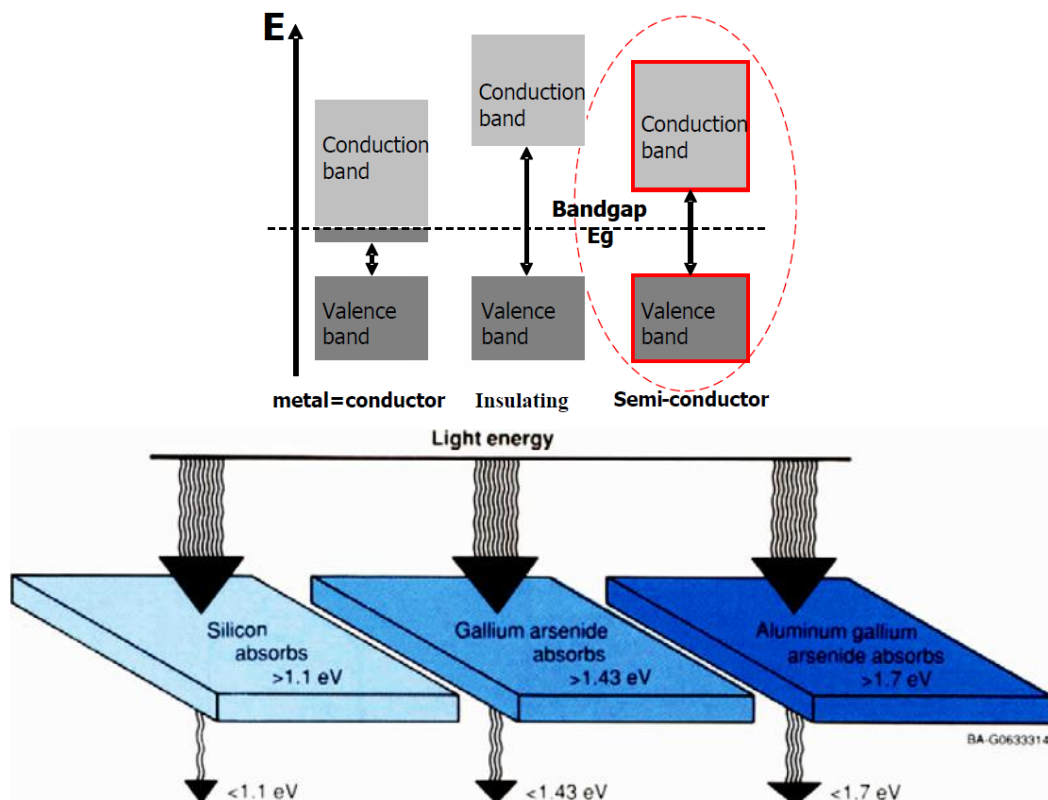 E
Conduction
band
Conduction
band
Conduction
band
Bandgap
Eg
Valence
band
Valence
band
Valence
band
metal=conductor
Insulating
Semi-conductor
Light energy
Silicon
absorbs
>1.1 eV
Gallium arsenide
absorbs
>1.43 eV
Aluminum gallium
arsenide absorbs
>1.7 eV
BA-G0633314
<1.1 eV
<1.43 eV
<1.7 eV